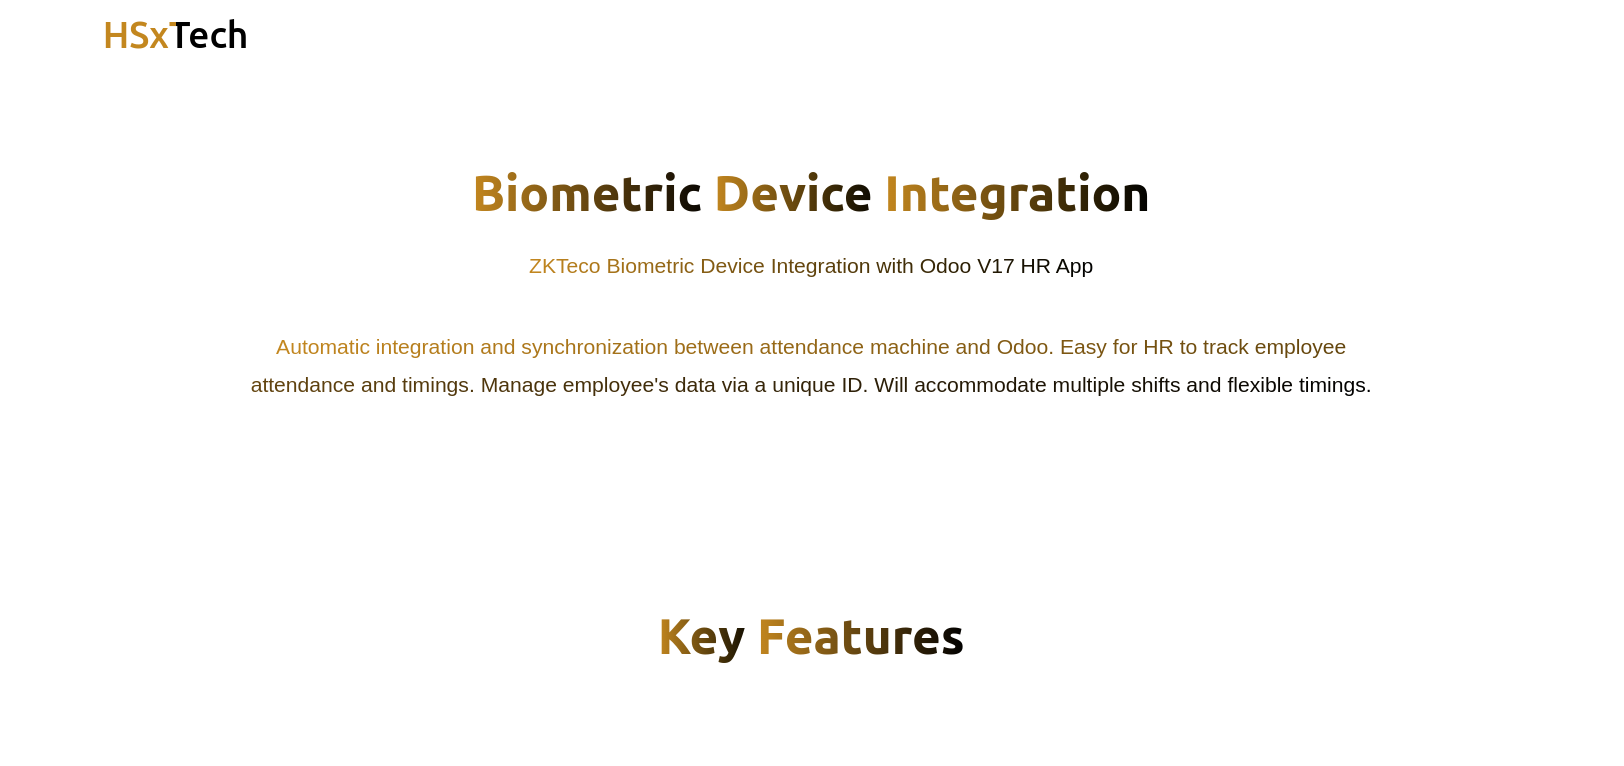 HSxTech
Biometric Device Integration
ZKTeco Biometric Device Integration with Odoo V17 HR App
Automatic integration and synchronization between attendance machine and Odoo. Easy for HR to track employee
attendance and timings. Manage employee's data via a unique ID. Will accommodate multiple shifts and flexible timings.
Key Features